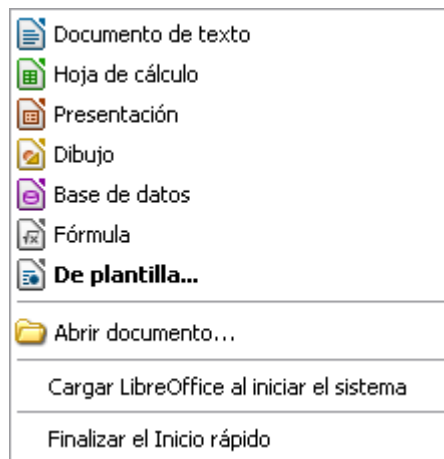 Documento de texto
Hoja de cálculo
Presentación
Dibujo
Base de datos
Fórmula
De plantilla...
Abrir documento...
Cargar LibreOffice al iniciar el sistema
Finalizar el Inicio rápido